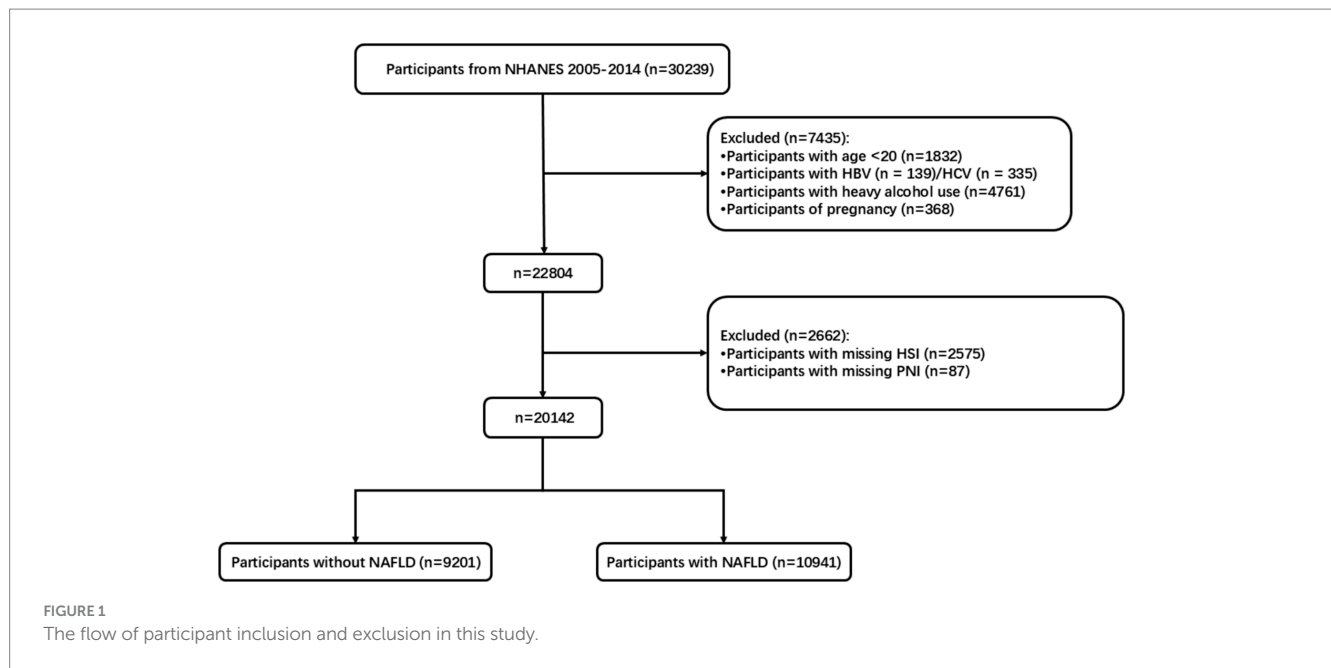 Participants from NHANES 2005-2014 (n=30239)
Excluded (n=7435):
•Participants with age <20 (n=1832)
•Participants with HBV (n = 139)/HCV (n = 335)
•Participants with heavy alcohol use (n=4761)
•Participants of pregnancy (n=368)
n=22804
Excluded (n=2662):
•Participants with missing HSI (n=2575)
•Participants with missing PNI (n=87)
n=20142
Participants without NAFLD (n=9201)
Participants with NAFLD (n=10941)
FIGURE 1
The flow of participant inclusion and exclusion in this study.